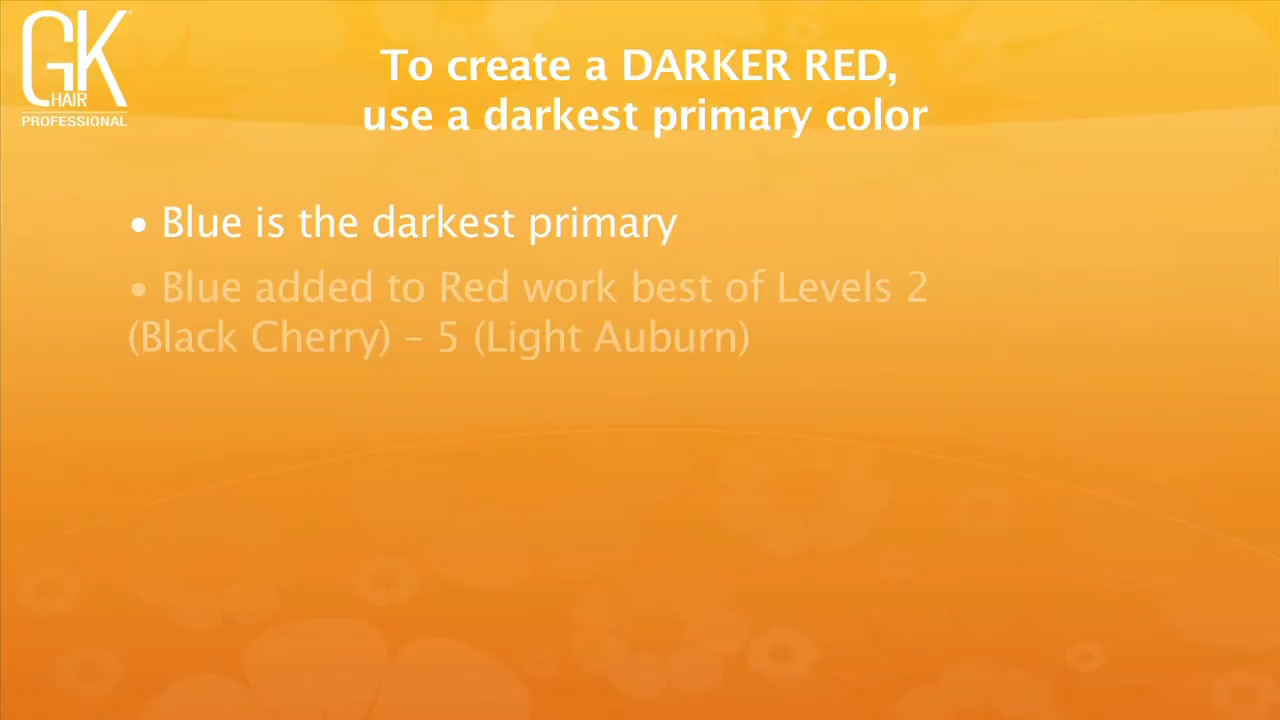 GK
HAIR
PROFESSIONAL
To create a DARKER RED,
use a darkest primary color
• Blue is the darkest primary
• Blue added to Red work best of Levels 2
(Black Cherry) – 5 (Light Auburn)